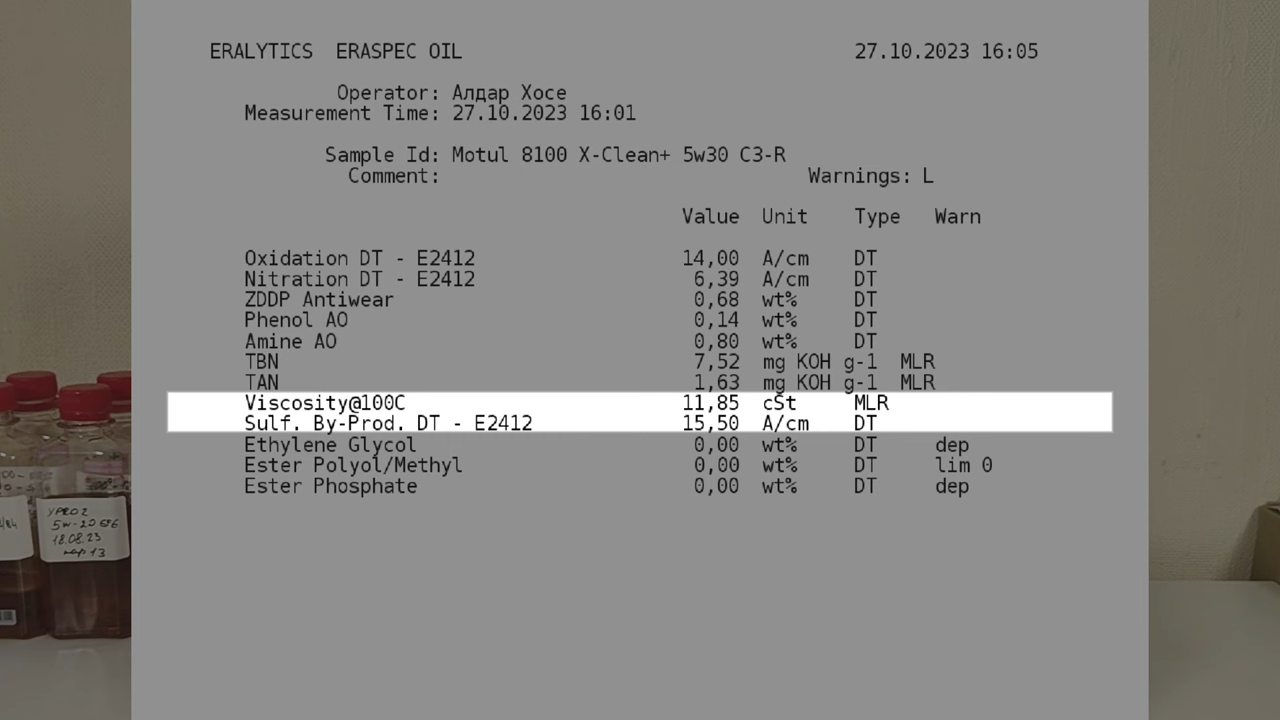 ERALYTICS ERASPEC OIL 27.10.2023 16:05
Operator: Алдар Хосе
Measurement Time: 27.10.2023 16:01
Sample Id: Motul 8100 X-Clean+ 5w30 C3-R
Comment: Warnings: L
Value Unit Type Warn
Oxidation DT - E2412 14,00 A/cm DT
Nitration DT - E2412 6,39 A/cm DT
ZDDP Antiwear 0,68 wt% DT
Phenol AO 0,14 wt% DT
Amine AO 0,80 wt% DT
TBN 7,52 mg KOH g-1 MLR
TAN 1,63 mg KOH g-1 MLR
Viscosity@100C 11,85 cSt MLR
Sulf. By-Prod. DT - E2412 15,50 A/cm DT
Ethylene Glycol 0,00 wt% DT dep
Ester Polyol/Methyl 0,00 wt% DT lim 0
Ester Phosphate 0,00 wt% DT dep
5w-20
18.08.23